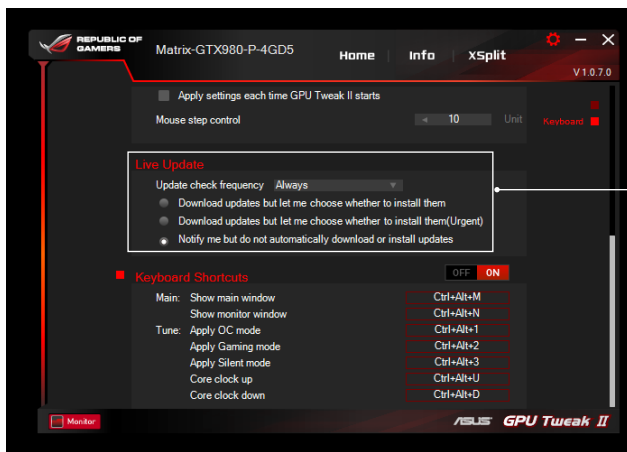 REPUBLIC OF
GAMERS
Matrix-GTX980-P-4GD5
Home
Info
XSplit
V 1.0.7.0
Apply settings each time GPU Tweak II starts
Mouse step control 10 Unit
Keyboard
Live Update
Update check frequency Always
Download updates but let me choose whether to install them
Download updates but let me choose whether to install them(Urgent)
Notify me but do not automatically download or install updates
Keyboard Shortcuts OFF ON
Main: Show main window Ctrl+Alt+M
Show monitor window Ctrl+Alt+N
Tune: Apply OC mode Ctrl+Alt+1
Apply Gaming mode Ctrl+Alt+2
Apply Silent mode Ctrl+Alt+3
Core clock up Ctrl+Alt+U
Core clock down Ctrl+Alt+D
Monitor
ASUS GPU Tweak II